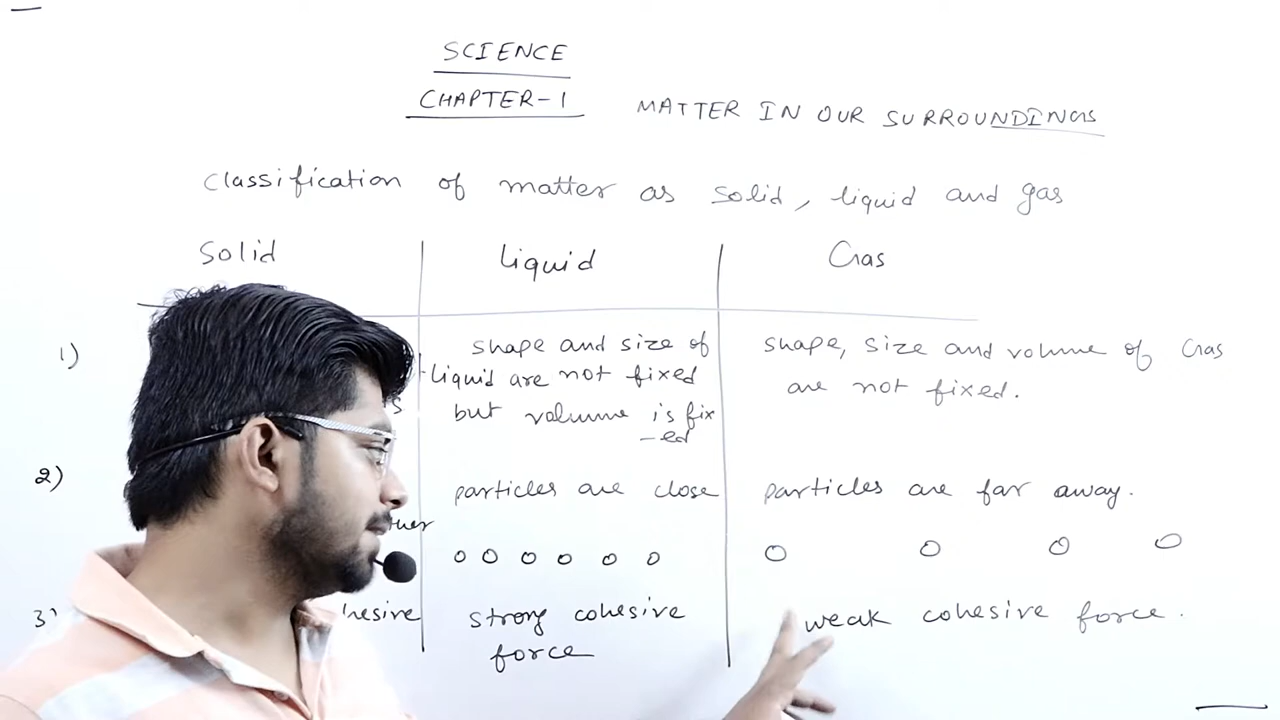 SCIENCE
CHAPTER-1 MATTER IN OUR SURROUNDINGS
Classification of matter as solid, liquid and gas
Solid liquid Gas
1)
shape and size of
liquid are not fixed
but volume is fix
-ed
shape, size and volume of Gas
are not fixed.
2)
particles are close
particles are far away.
3)
strong cohesive
force
weak cohesive force.